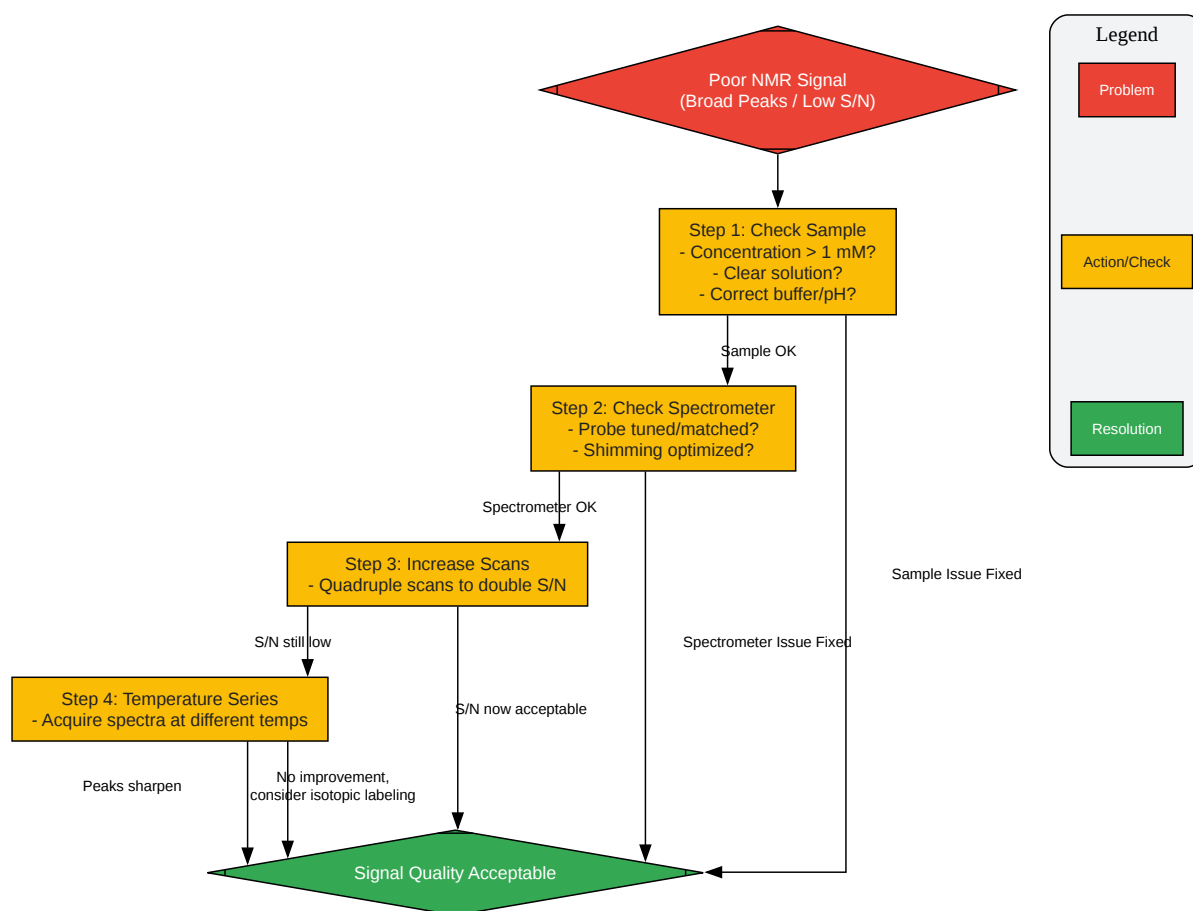 Poor NMR Signal
(Broad Peaks / Low S/N)
Legend
Problem
Action/Check
Resolution
Step 1: Check Sample
- Concentration > 1 mM?
- Clear solution?
- Correct buffer/pH?
Sample OK
Step 2: Check Spectrometer
- Probe tuned/matched?
- Shimming optimized?
Spectrometer OK
Sample Issue Fixed
Step 3: Increase Scans
- Quadruple scans to double S/N
S/N still low
Spectrometer Issue Fixed
Step 4: Temperature Series
- Acquire spectra at different temps
S/N now acceptable
Peaks sharpen
No improvement,
consider isotopic labeling
Signal Quality Acceptable